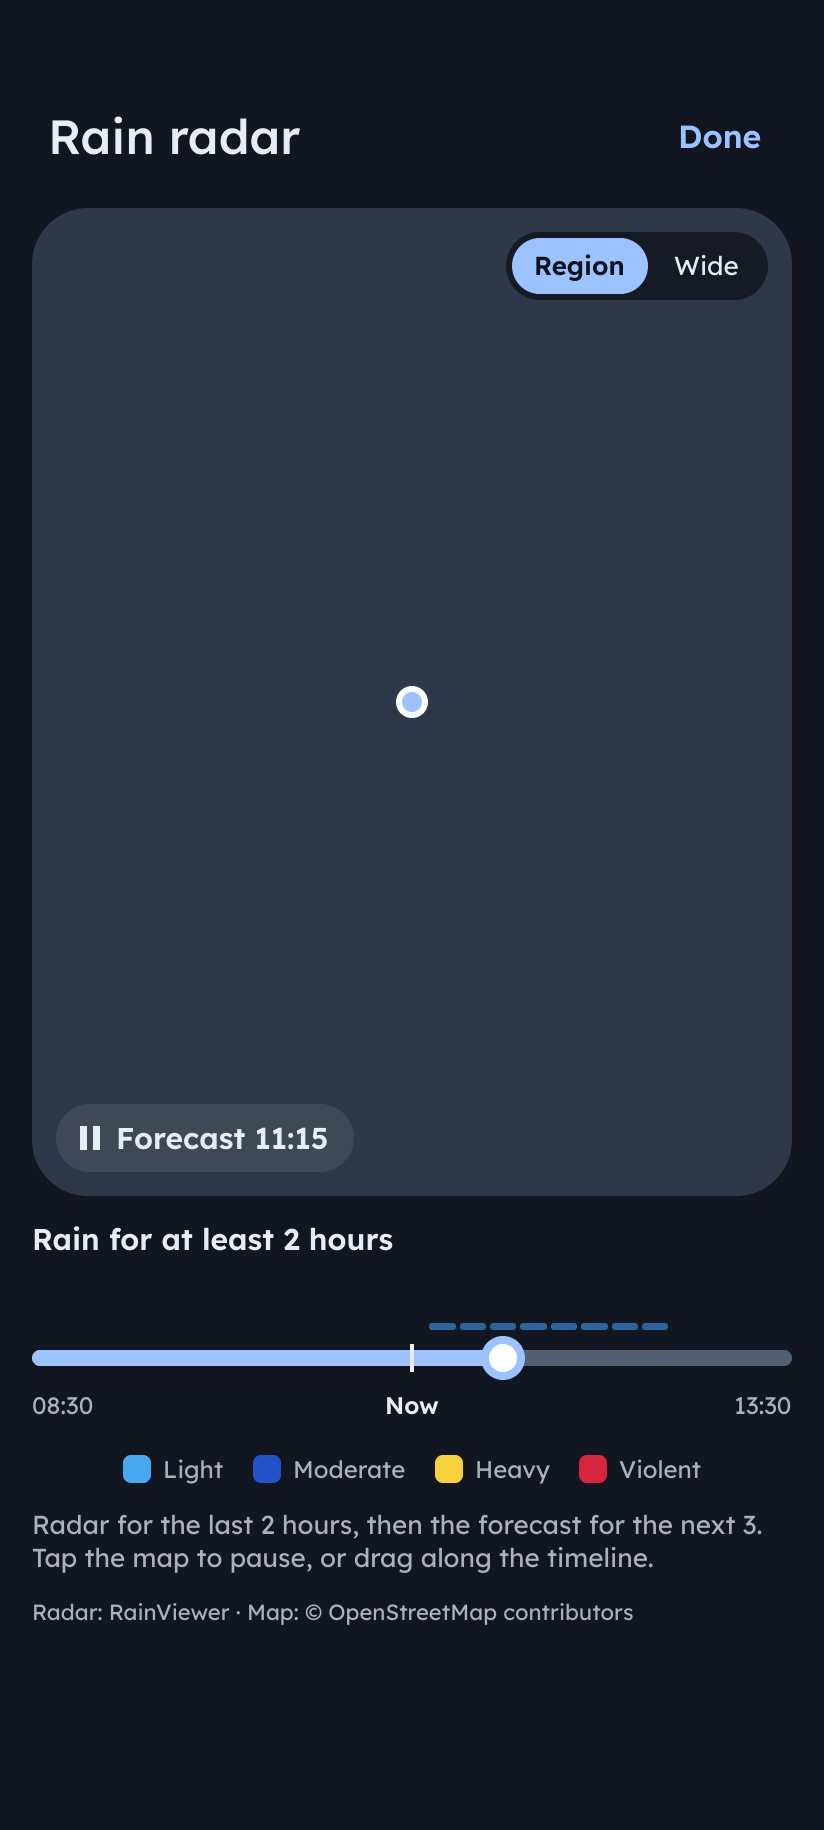 Rain radar
Done
Region
Wide
Forecast 11:15
Rain for at least 2 hours
08:30
Now
13:30
Light
Moderate
Heavy
Violent
Radar for the last 2 hours, then the forecast for the next 3.
Tap the map to pause, or drag along the timeline.
Radar: RainViewer · Map: © OpenStreetMap contributors